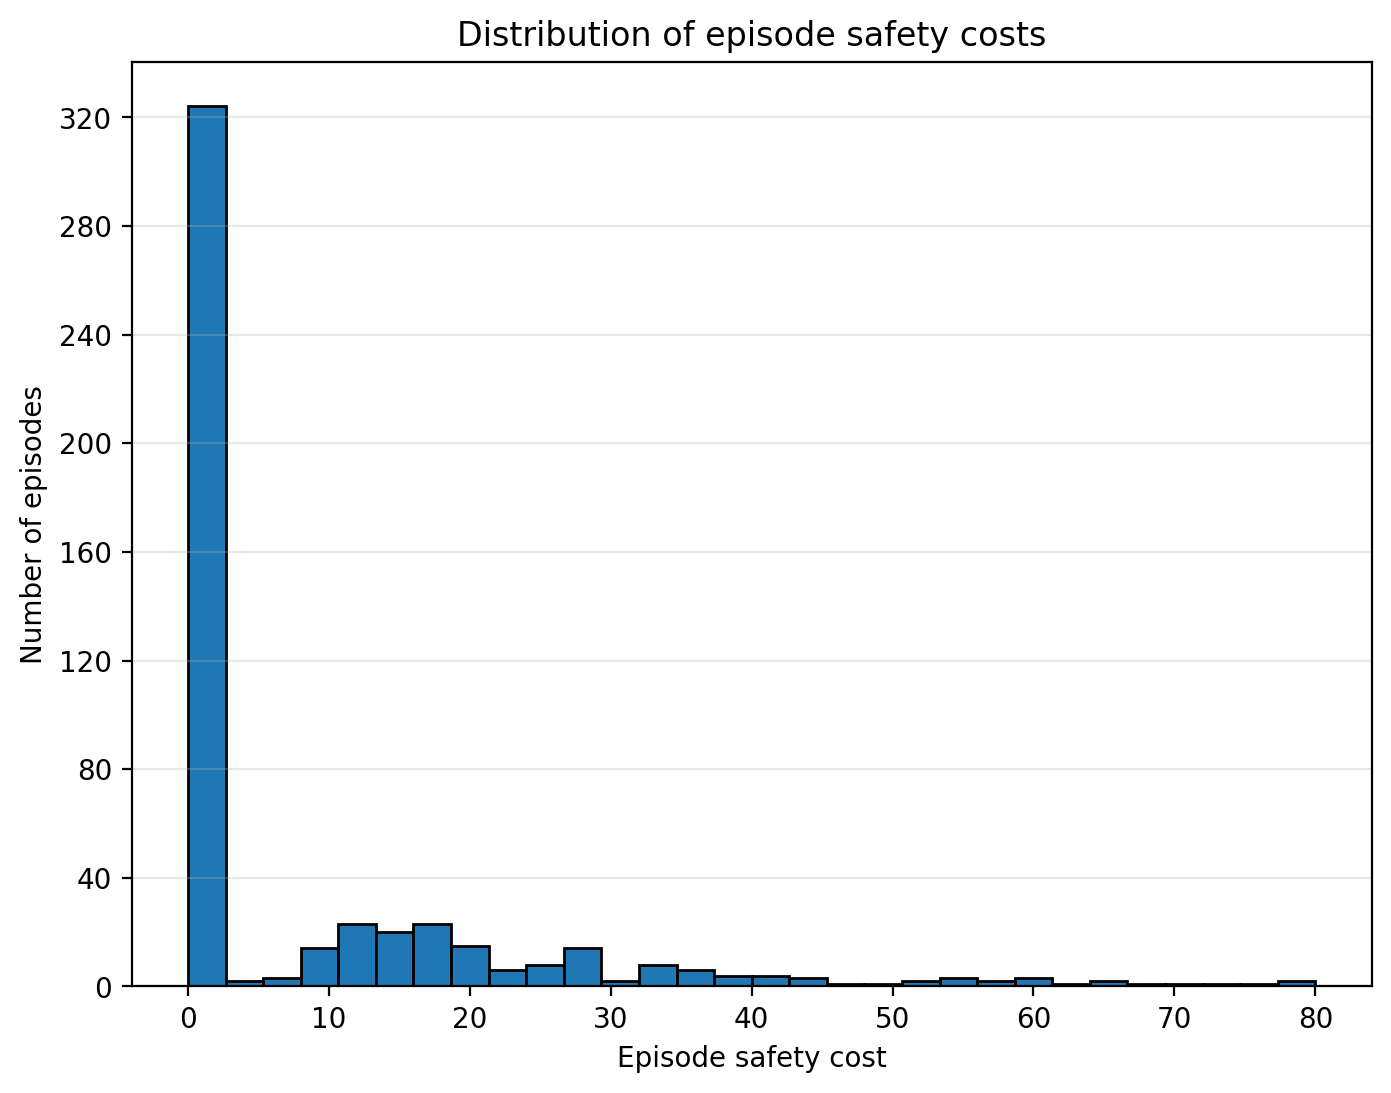 Distribution of episode safety costs
Number of episodes
320
280
240
200
160
120
80
40
0
0 10 20 30 40 50 60 70 80
Episode safety cost